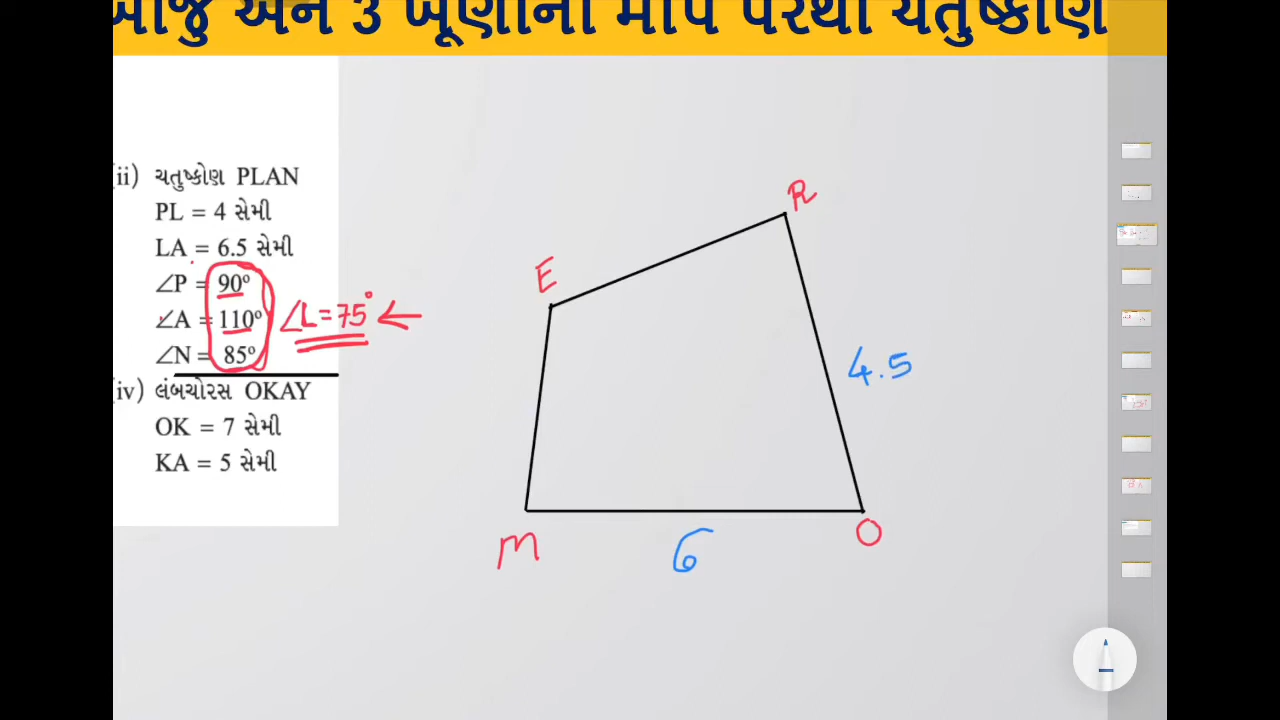 બાજુ અને 3 ખૂણાના માપ પરથી ચતુષ્કોણ
(ii) ચતુષ્કોણ PLAN
PL = 4 સેમી
LA = 6.5 સેમી
∠P = 90°
∠A = 110° ∠L = 75° ←
∠N = 85°
(iv) લંબચોરસ OKAY
OK = 7 સેમી
KA = 5 સેમી
R
E
4.5
M 6 O